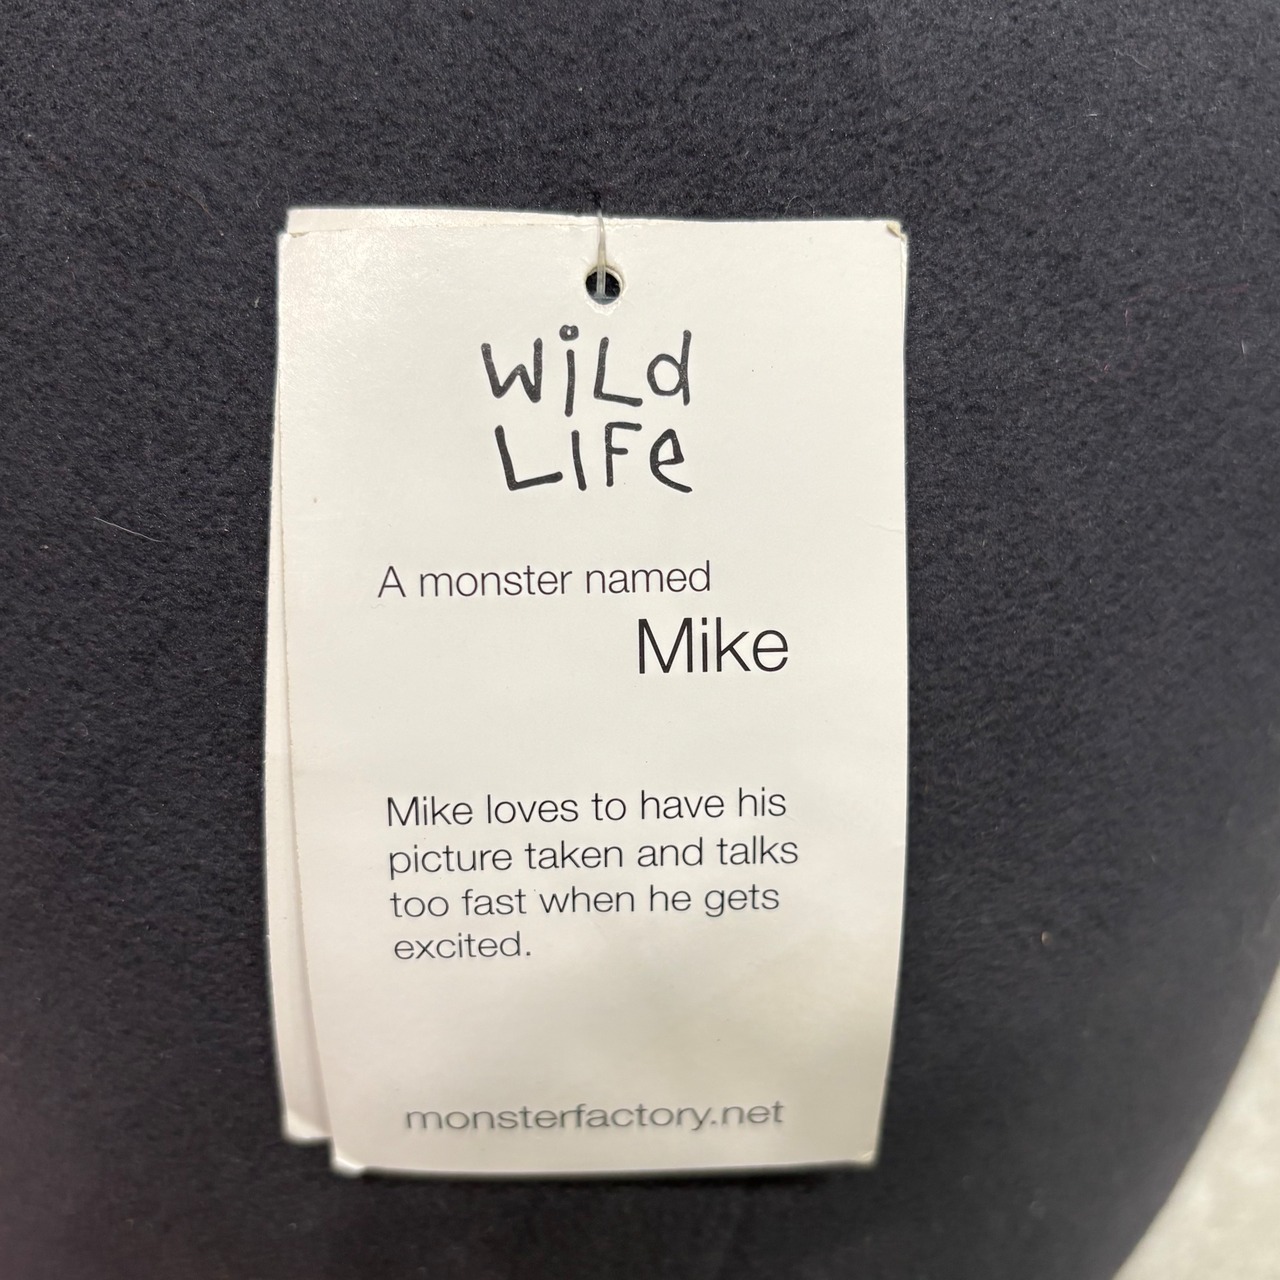 WiLd
LIFe
A monster named
Mike
Mike loves to have his
picture taken and talks
too fast when he gets
excited.
monsterfactory.net